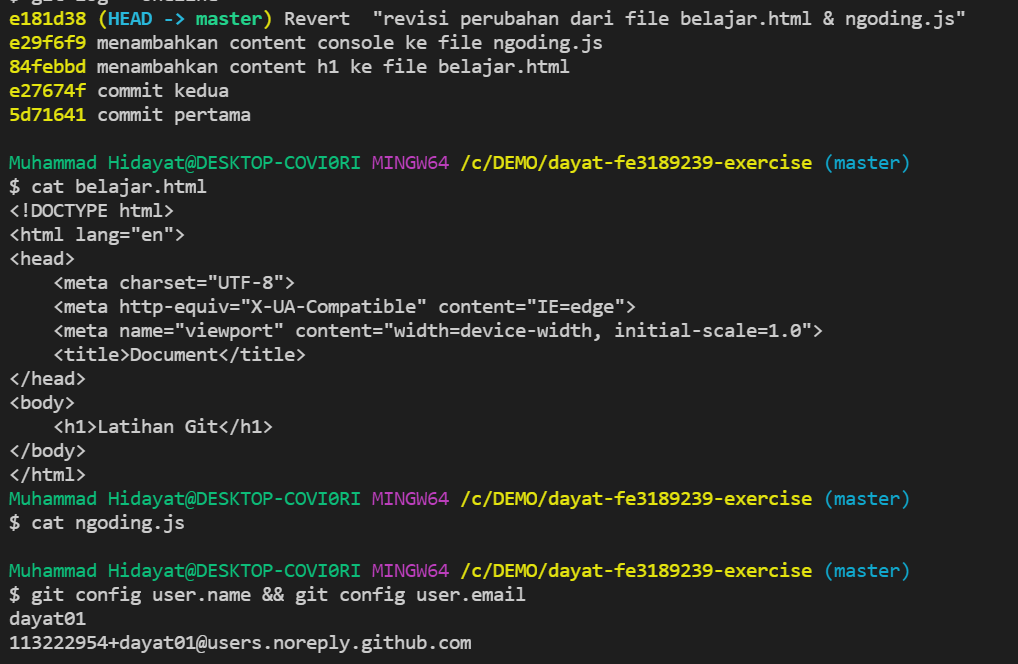 e181d38 (HEAD -> master) Revert  "revisi perubahan dari file belajar.html & ngoding.js"
e29f6f9 menambahkan content console ke file ngoding.js
84febbd menambahkan content h1 ke file belajar.html
e27674f commit kedua
5d71641 commit pertama

Muhammad Hidayat@DESKTOP-COVI0RI MINGW64 /c/DEMO/dayat-fe3189239-exercise (master)
$ cat belajar.html
<!DOCTYPE html>
<html lang="en">
<head>
    <meta charset="UTF-8">
    <meta http-equiv="X-UA-Compatible" content="IE=edge">
    <meta name="viewport" content="width=device-width, initial-scale=1.0">
    <title>Document</title>
</head>
<body>
    <h1>Latihan Git</h1>
</body>
</html>
Muhammad Hidayat@DESKTOP-COVI0RI MINGW64 /c/DEMO/dayat-fe3189239-exercise (master)
$ cat ngoding.js

Muhammad Hidayat@DESKTOP-COVI0RI MINGW64 /c/DEMO/dayat-fe3189239-exercise (master)
$ git config user.name && git config user.email
dayat01
113222954+dayat01@users.noreply.github.com